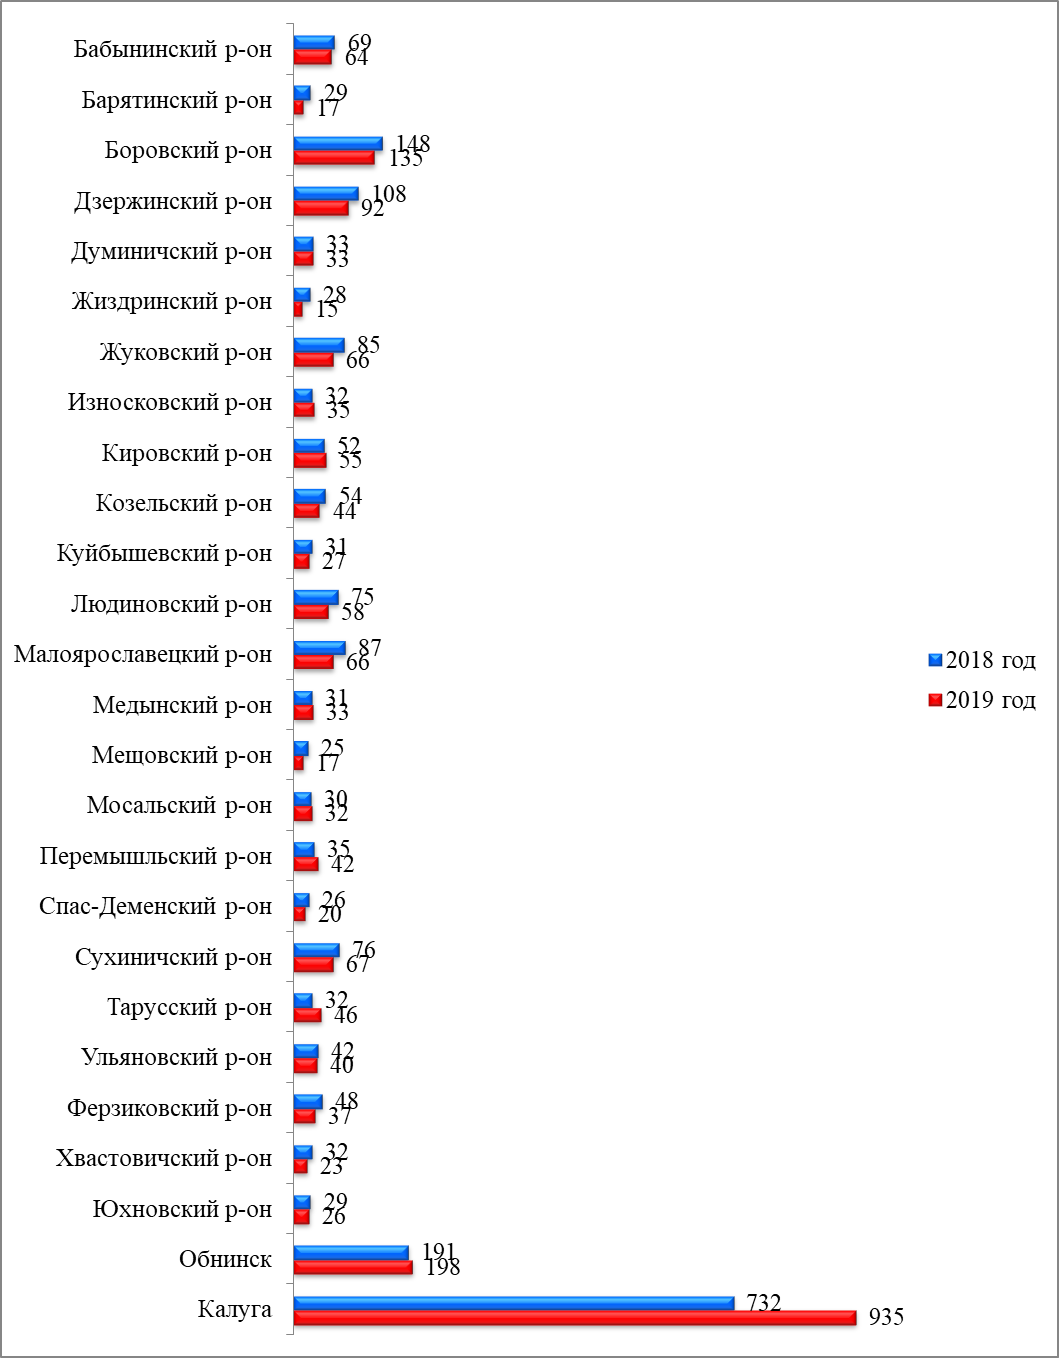 Бабынинский р-он 69
64
Барятинский р-он 29
17
Боровский р-он 148
135
Дзержинский р-он 108
92
Думиничский р-он 33
33
Жиздринский р-он 28
15
Жуковский р-он 85
66
Износковский р-он 32
35
Кировский р-он 52
55
Козельский р-он 54
44
Куйбышевский р-он 31
27
Людиновский р-он 75
58
Малоярославецкий р-он 87
66
2018 год
Медынский р-он 31
33
2019 год
Мещовский р-он 25
17
Мосальский р-он 30
32
Перемышльский р-он 35
42
Спас-Деменский р-он 26
20
Сухиничский р-он 76
67
Тарусский р-он 32
46
Ульяновский р-он 42
40
Ферзиковский р-он 48
37
Хвастовичский р-он 32
23
Юхновский р-он 29
26
Обнинск 191
198
Калуга 732
935